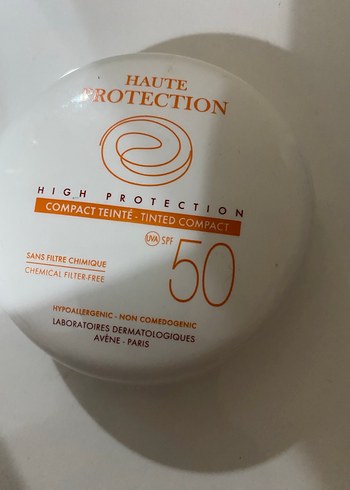 HAUTE
PROTECTION
HIGH PROTECTION
COMPACT TEINTÉ - TINTED COMPACT
UVA SPF 50
SANS FILTRE CHIMIQUE
CHEMICAL FILTER-FREE
HYPOALLERGENIC - NON COMEDOGENIC
LABORATOIRES DERMATOLOGIQUES
AVÈNE - PARIS